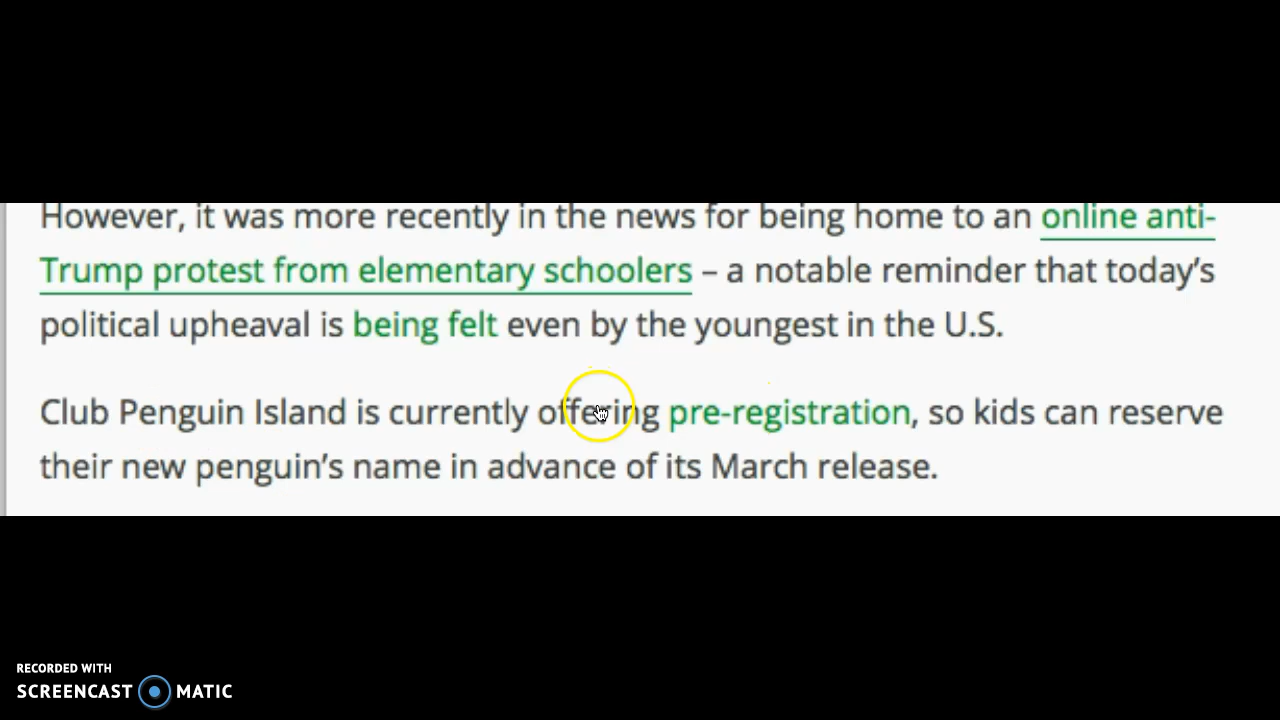 However, it was more recently in the news for being home to an online anti-
Trump protest from elementary schoolers – a notable reminder that today's
political upheaval is being felt even by the youngest in the U.S.
Club Penguin Island is currently offering pre-registration, so kids can reserve
their new penguin's name in advance of its March release.
RECORDED WITH
SCREENCAST MATIC